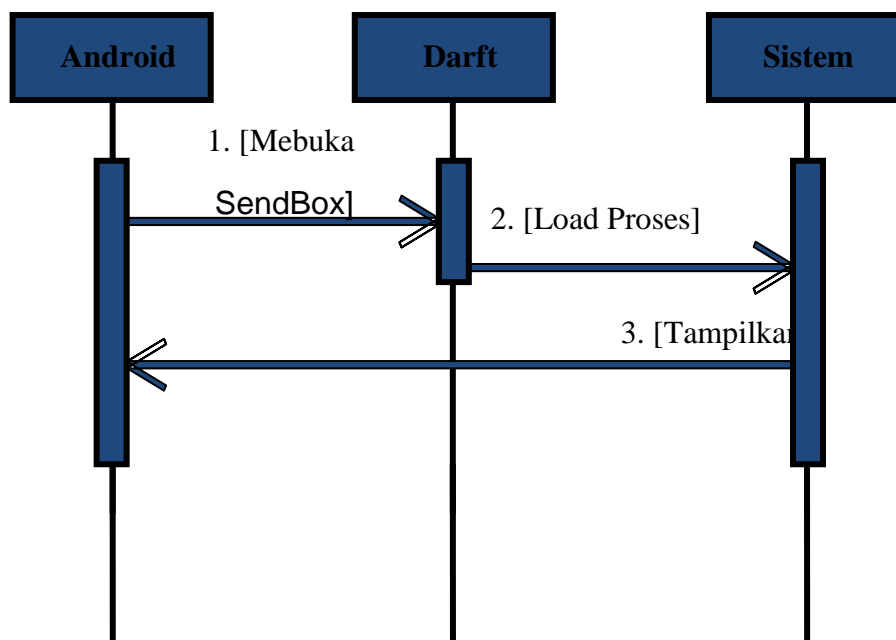 Android
Darft
Sistem
1. [Mebuka
SendBox]
2. [Load Proses]
3. [Tampilkan